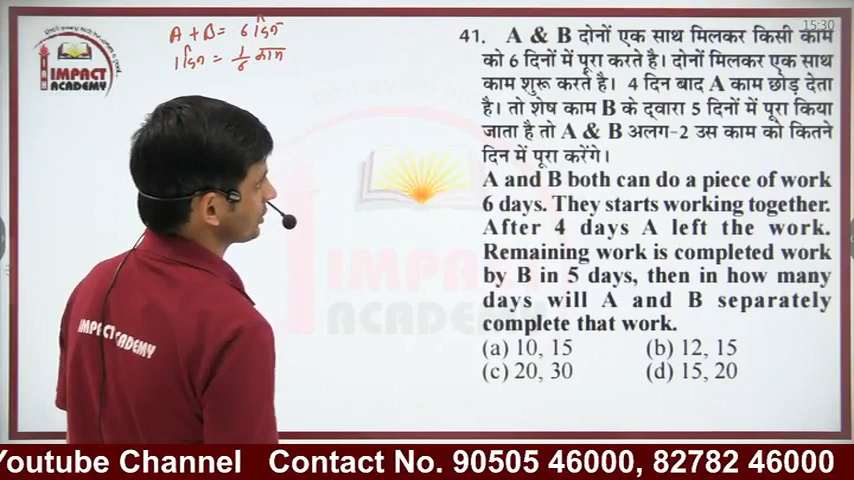 15:30
A + B = 6 दिन
1 दिन = 1/6 काम
IMPACT
ACADEMY
41. A & B दोनों एक साथ मिलकर किसी काम
को 6 दिनों में पूरा करते है। दोनों मिलकर एक साथ
काम शुरू करते है। 4 दिन बाद A काम छोड़ देता
है। तो शेष काम B के द्वारा 5 दिनों में पूरा किया
जाता है तो A & B अलग-2 उस काम को कितने
दिन में पूरा करेंगे।
A and B both can do a piece of work
6 days. They starts working together.
After 4 days A left the work.
Remaining work is completed work
by B in 5 days, then in how many
days will A and B separately
complete that work.
(a) 10, 15 (b) 12, 15
(c) 20, 30 (d) 15, 20
IMPACT
ACADEMY
IMPACT ACADEMY
Youtube Channel Contact No. 90505 46000, 82782 46000